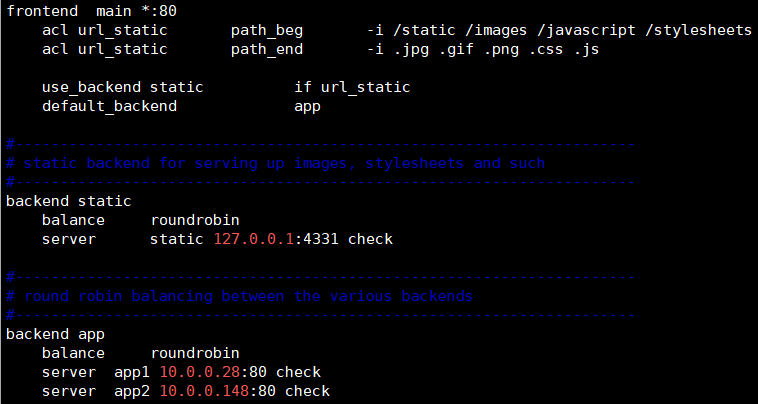 frontend  main *:80
    acl url_static       path_beg       -i /static /images /javascript /stylesheets
    acl url_static       path_end       -i .jpg .gif .png .css .js

    use_backend static          if url_static
    default_backend             app

#---------------------------------------------------------------------
# static backend for serving up images, stylesheets and such
#---------------------------------------------------------------------
backend static
    balance     roundrobin
    server      static 127.0.0.1:4331 check

#---------------------------------------------------------------------
# round robin balancing between the various backends
#---------------------------------------------------------------------
backend app
    balance     roundrobin
    server  app1 10.0.0.28:80 check
    server  app2 10.0.0.148:80 check